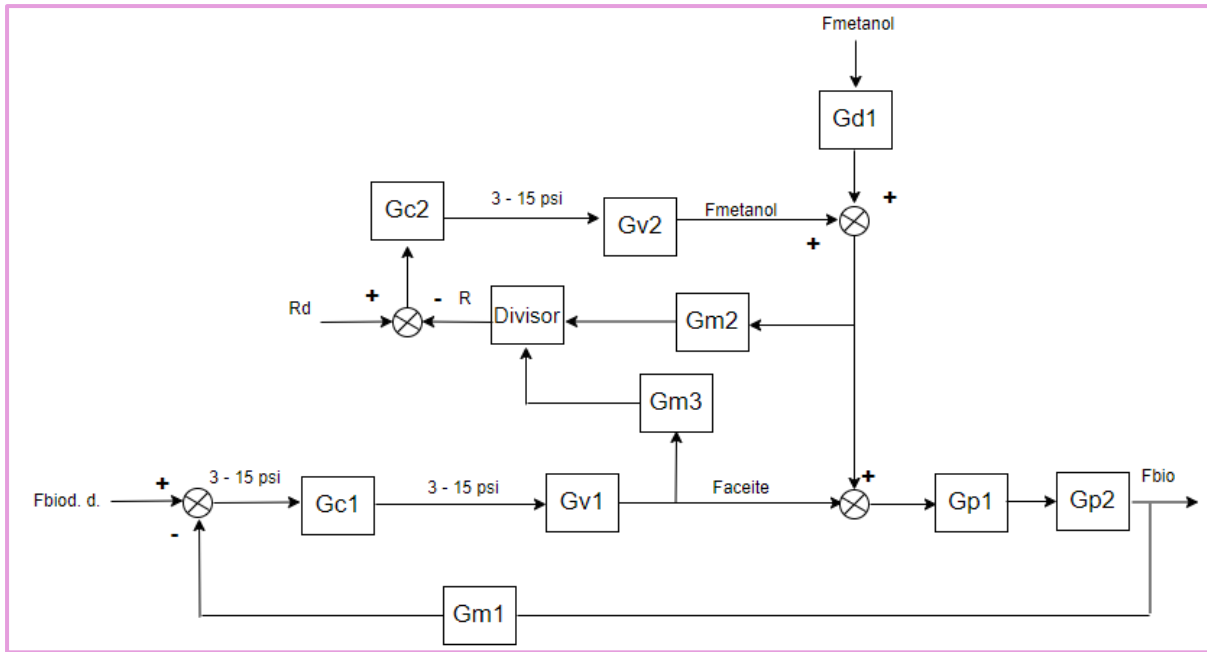 Fmetanol
Gd1
+
3 - 15 psi
Gc2
Gv2
Fmetanol
+
+
- R
Rd
Divisor
Gm2
Gm3
+
3 - 15 psi
3 - 15 psi
Faceite
+
Fbio
Fbiod. d.
Gc1
Gv1
Gp1
Gp2
-
Gm1